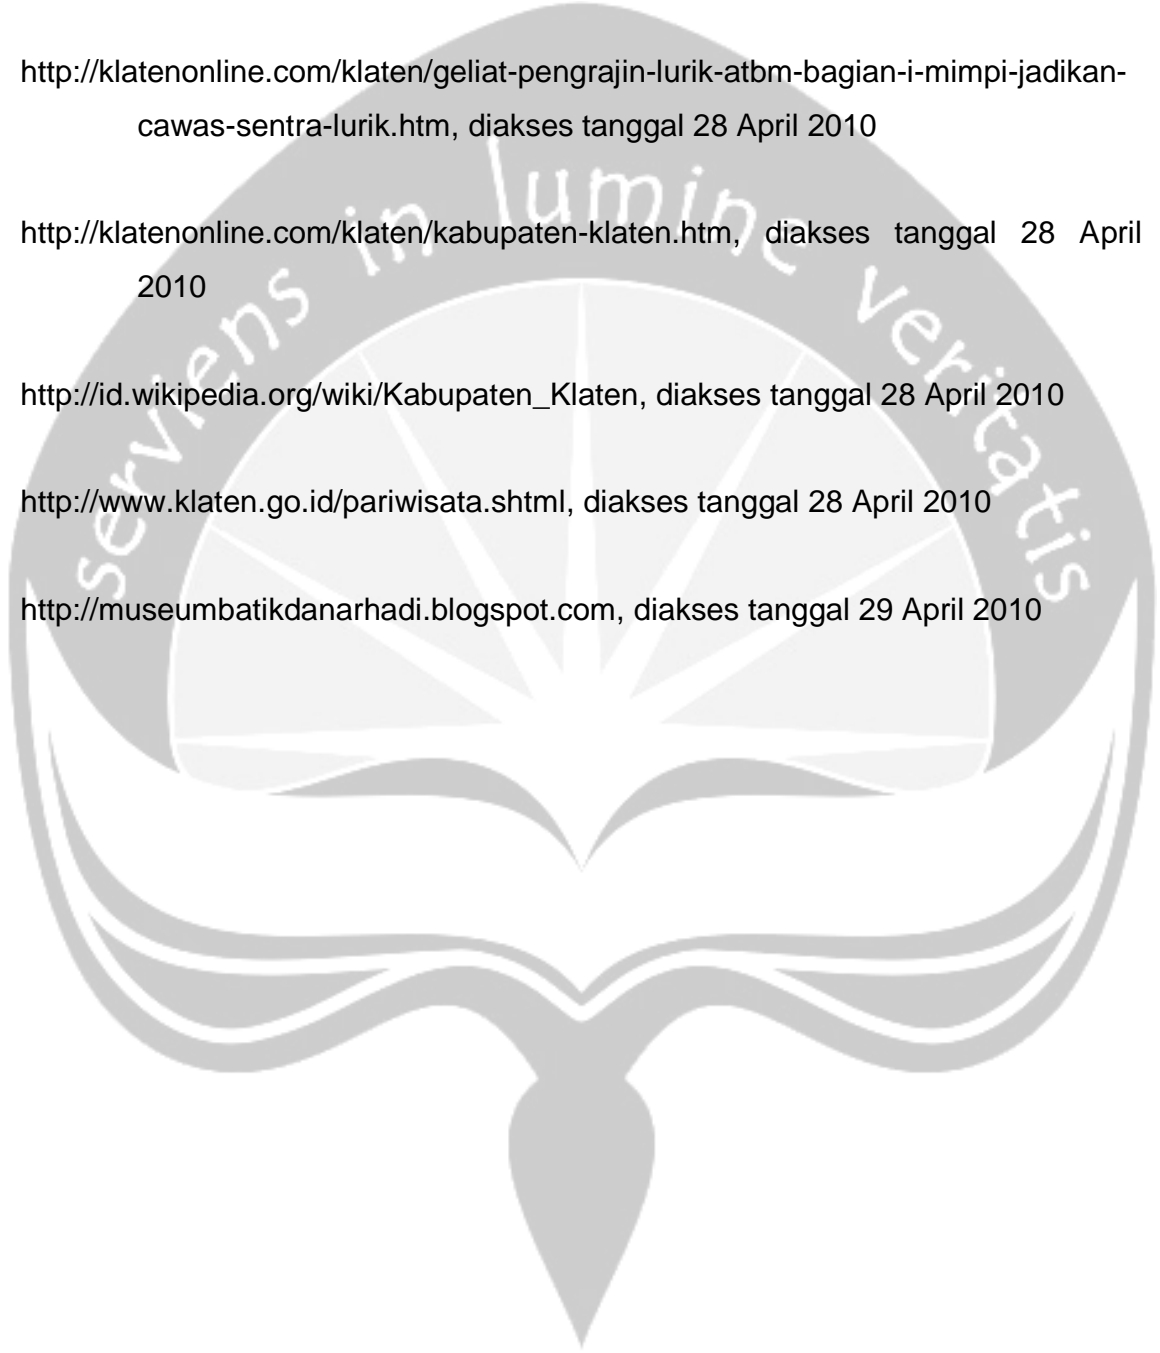 http://klatenonline.com/klaten/geliat-pengrajin-lurik-atbm-bagian-i-mimpi-jadikan-
cawas-sentra-lurik.htm, diakses tanggal 28 April 2010
http://klatenonline.com/klaten/kabupaten-klaten.htm, diakses tanggal 28 April
2010
http://id.wikipedia.org/wiki/Kabupaten_Klaten, diakses tanggal 28 April 2010
http://www.klaten.go.id/pariwisata.shtml, diakses tanggal 28 April 2010
http://museumbatikdanarhadi.blogspot.com, diakses tanggal 29 April 2010
serviens in lumine veritatis